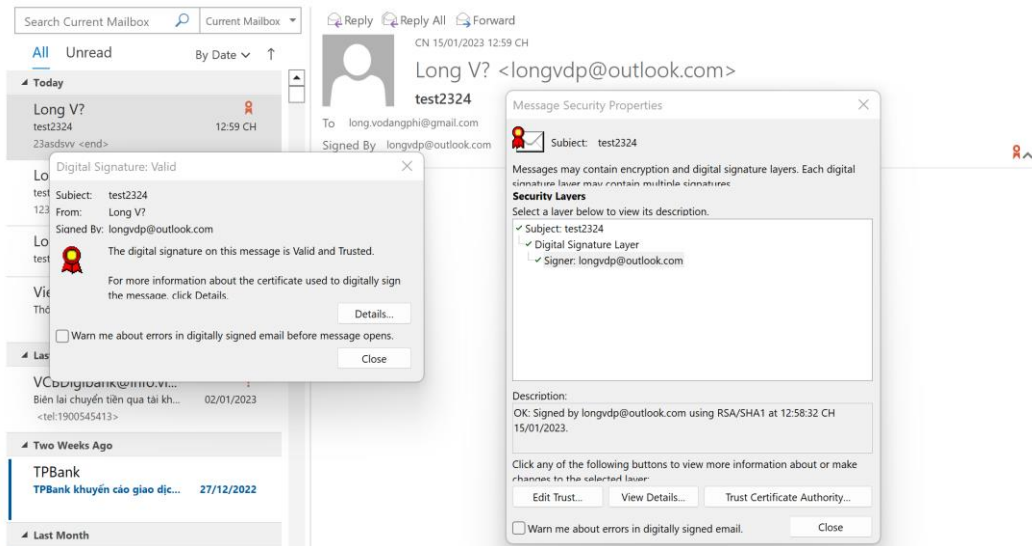 Search Current Mailbox
Current Mailbox
All Unread
By Date
Today
Long V?
test2324
12:59 CH
23asdsvv <end>
Lo
test
123
Lo
test
Vie
Thô
Las
VCBDigibank@info.vi...
Biên lai chuyển tiền qua tài kh...
02/01/2023
<tel:1900545413>
Two Weeks Ago
TPBank
TPBank khuyến cáo giao dịc...
27/12/2022
Last Month
Reply Reply All Forward
CN 15/01/2023 12:59 CH
Long V? <longvdp@outlook.com>
test2324
To long.vodangphi@gmail.com
Signed By longvdp@outlook.com
Digital Signature: Valid
Subject: test2324
From: Long V?
Signed By: longvdp@outlook.com
The digital signature on this message is Valid and Trusted.
For more information about the certificate used to digitally sign
the message, click Details.
Details...
Warn me about errors in digitally signed email before message opens.
Close
Message Security Properties
Subject: test2324
Messages may contain encryption and digital signature layers. Each digital
signature layer may contain multiple signatures.
Security Layers
Select a layer below to view its description.
Subject: test2324
Digital Signature Layer
Signer: longvdp@outlook.com
Description:
OK: Signed by longvdp@outlook.com using RSA/SHA1 at 12:58:32 CH
15/01/2023.
Click any of the following buttons to view more information about or make
changes to the selected layer:
Edit Trust...
View Details...
Trust Certificate Authority...
Warn me about errors in digitally signed email.
Close